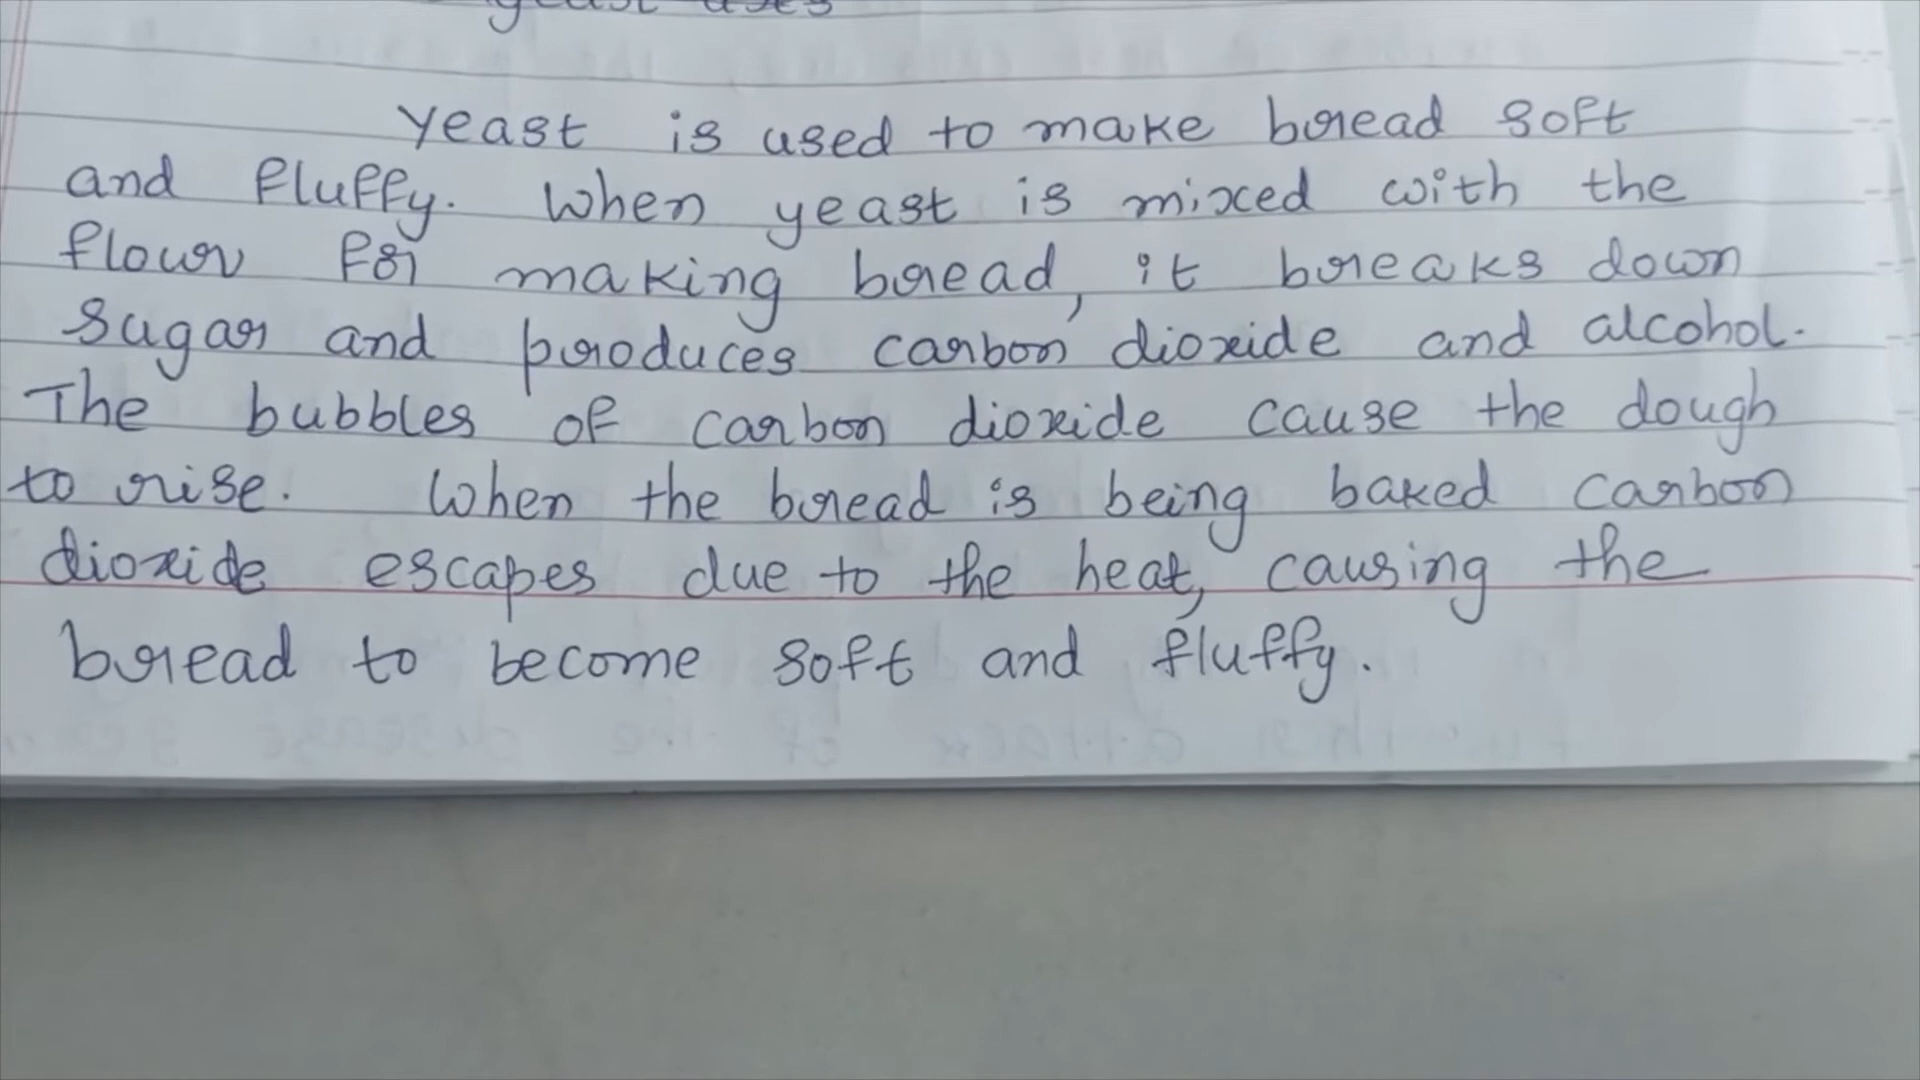 yeast uses
Yeast is used to make bread soft
and fluffy. When yeast is mixed with the
flour for making bread, it breaks down
sugar and produces carbon dioxide and alcohol.
The bubbles of carbon dioxide cause the dough
to rise. When the bread is being baked carbon
dioxide escapes due to the heat, causing the
bread to become soft and fluffy.